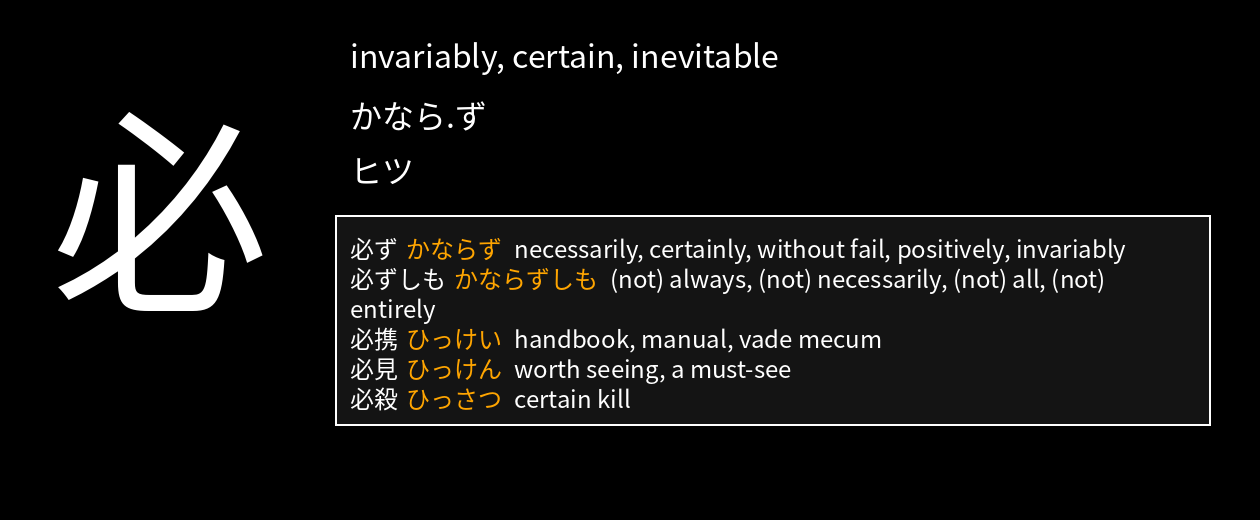 必
invariably, certain, inevitable
かなら.ず
ヒツ
必ず かならず necessarily, certainly, without fail, positively, invariably
必ずしも かならずしも (not) always, (not) necessarily, (not) all, (not)
entirely
必携 ひっけい handbook, manual, vade mecum
必見 ひっけん worth seeing, a must-see
必殺 ひっさつ certain kill